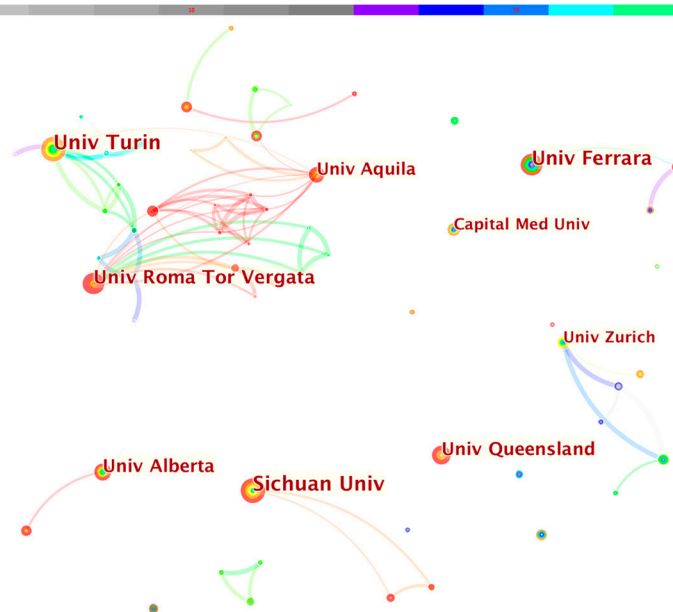 Univ Turin
Univ Aquila
Univ Ferrara
Capital Med Univ
Univ Roma Tor Vergata
Univ Zurich
Univ Queensland
Univ Alberta
Sichuan Univ